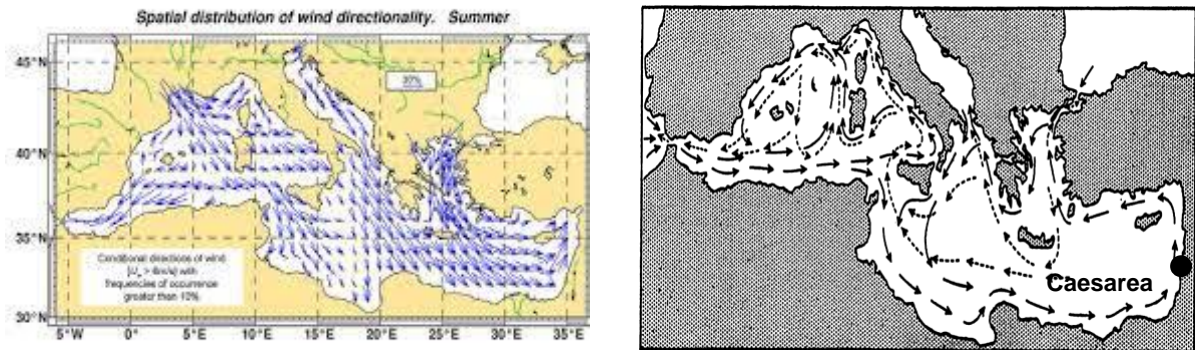 Spatial distribution of wind directionality. Summer
45°N
40°N
35°N
30°N
5°W 0° 5°E 10°E 15°E 20°E 25°E 30°E 35°E
Conditional directions of wind
with
frequencies of occurrence
greater than 10%
Caesarea